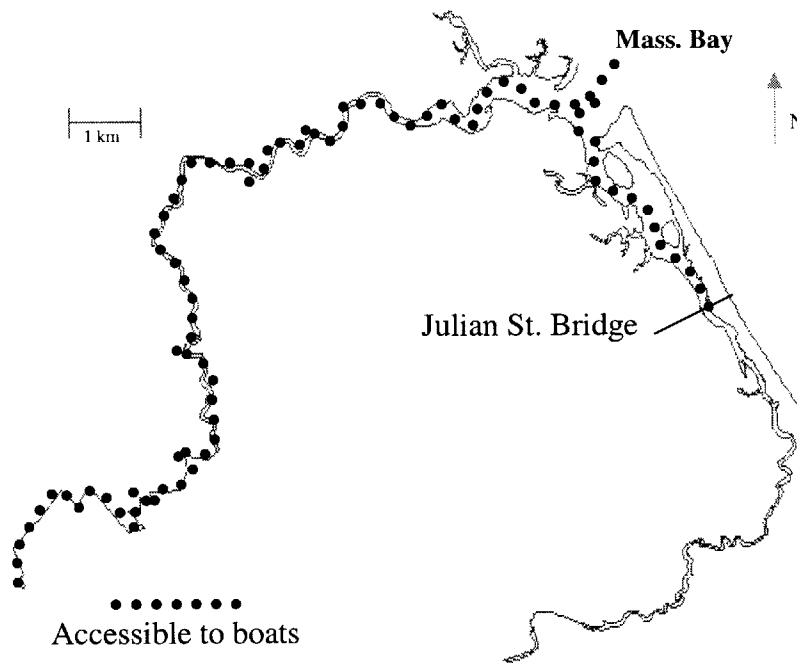 Mass. Bay
1 km
N
Julian St. Bridge
Accessible to boats